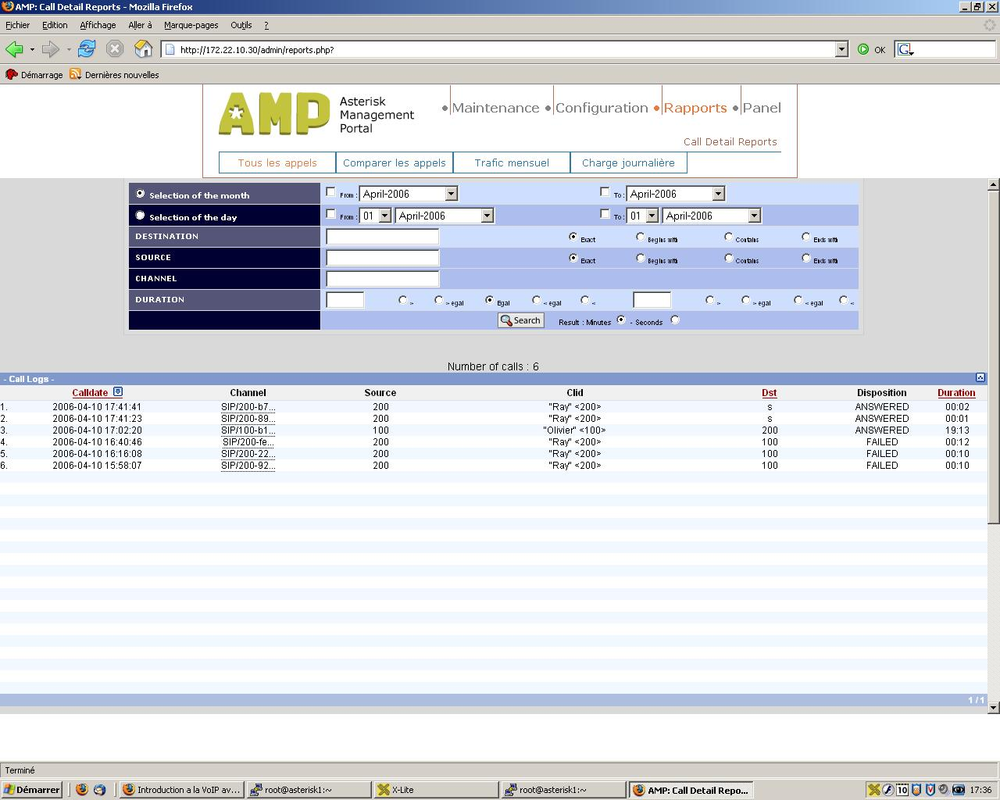 AMP: Call Detail Reports - Mozilla Firefox
Fichier Edition Affichage Aller à Marque-pages Outils ?
http://172.22.10.30/admin/reports.php? OK
Démarrage Dernières nouvelles
AMP Asterisk Management Portal
Maintenance Configuration Rapports Panel
Call Detail Reports
Tous les appels Comparer les appels Trafic mensuel Charge journalière
Selection of the month From : April-2006 To : April-2006
Selection of the day From : 01 April-2006 To : 01 April-2006
DESTINATION Exact Begins with Contains Ends with
SOURCE Exact Begins with Contains Ends with
CHANNEL
DURATION > > egal Egal < egal < > > egal < egal <
Search Result : Minutes - Seconds
Number of calls : 6
- Call Logs -
Calldate Channel Source Clid Dst Disposition Duration
1. 2006-04-10 17:41:41 SIP/200-b7... 200 "Ray" <200> s ANSWERED 00:02
2. 2006-04-10 17:41:23 SIP/200-89... 200 "Ray" <200> s ANSWERED 00:01
3. 2006-04-10 17:02:20 SIP/100-b1... 100 "Olivier" <100> 200 ANSWERED 19:13
4. 2006-04-10 16:40:46 SIP/200-fe... 200 "Ray" <200> 100 FAILED 00:12
5. 2006-04-10 16:16:08 SIP/200-22... 200 "Ray" <200> 100 FAILED 00:10
6. 2006-04-10 15:58:07 SIP/200-92... 200 "Ray" <200> 100 FAILED 00:10
1 / 1
Terminé
Démarrer Introduction a la VoIP av... root@asterisk1:~ X-Lite root@asterisk1:~ AMP: Call Detail Repo... 10 17:36